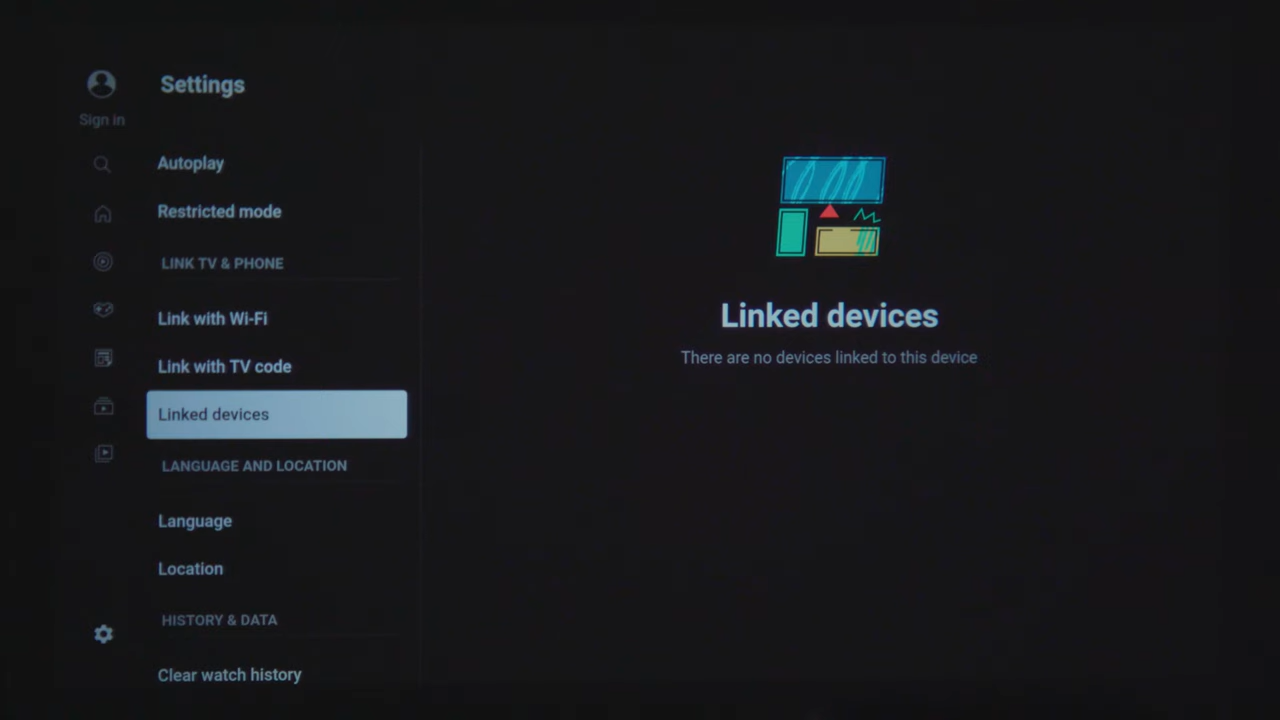 Settings
Sign in
Autoplay
Restricted mode
LINK TV & PHONE
Link with Wi-Fi
Link with TV code
Linked devices
LANGUAGE AND LOCATION
Language
Location
HISTORY & DATA
Clear watch history
Linked devices
There are no devices linked to this device